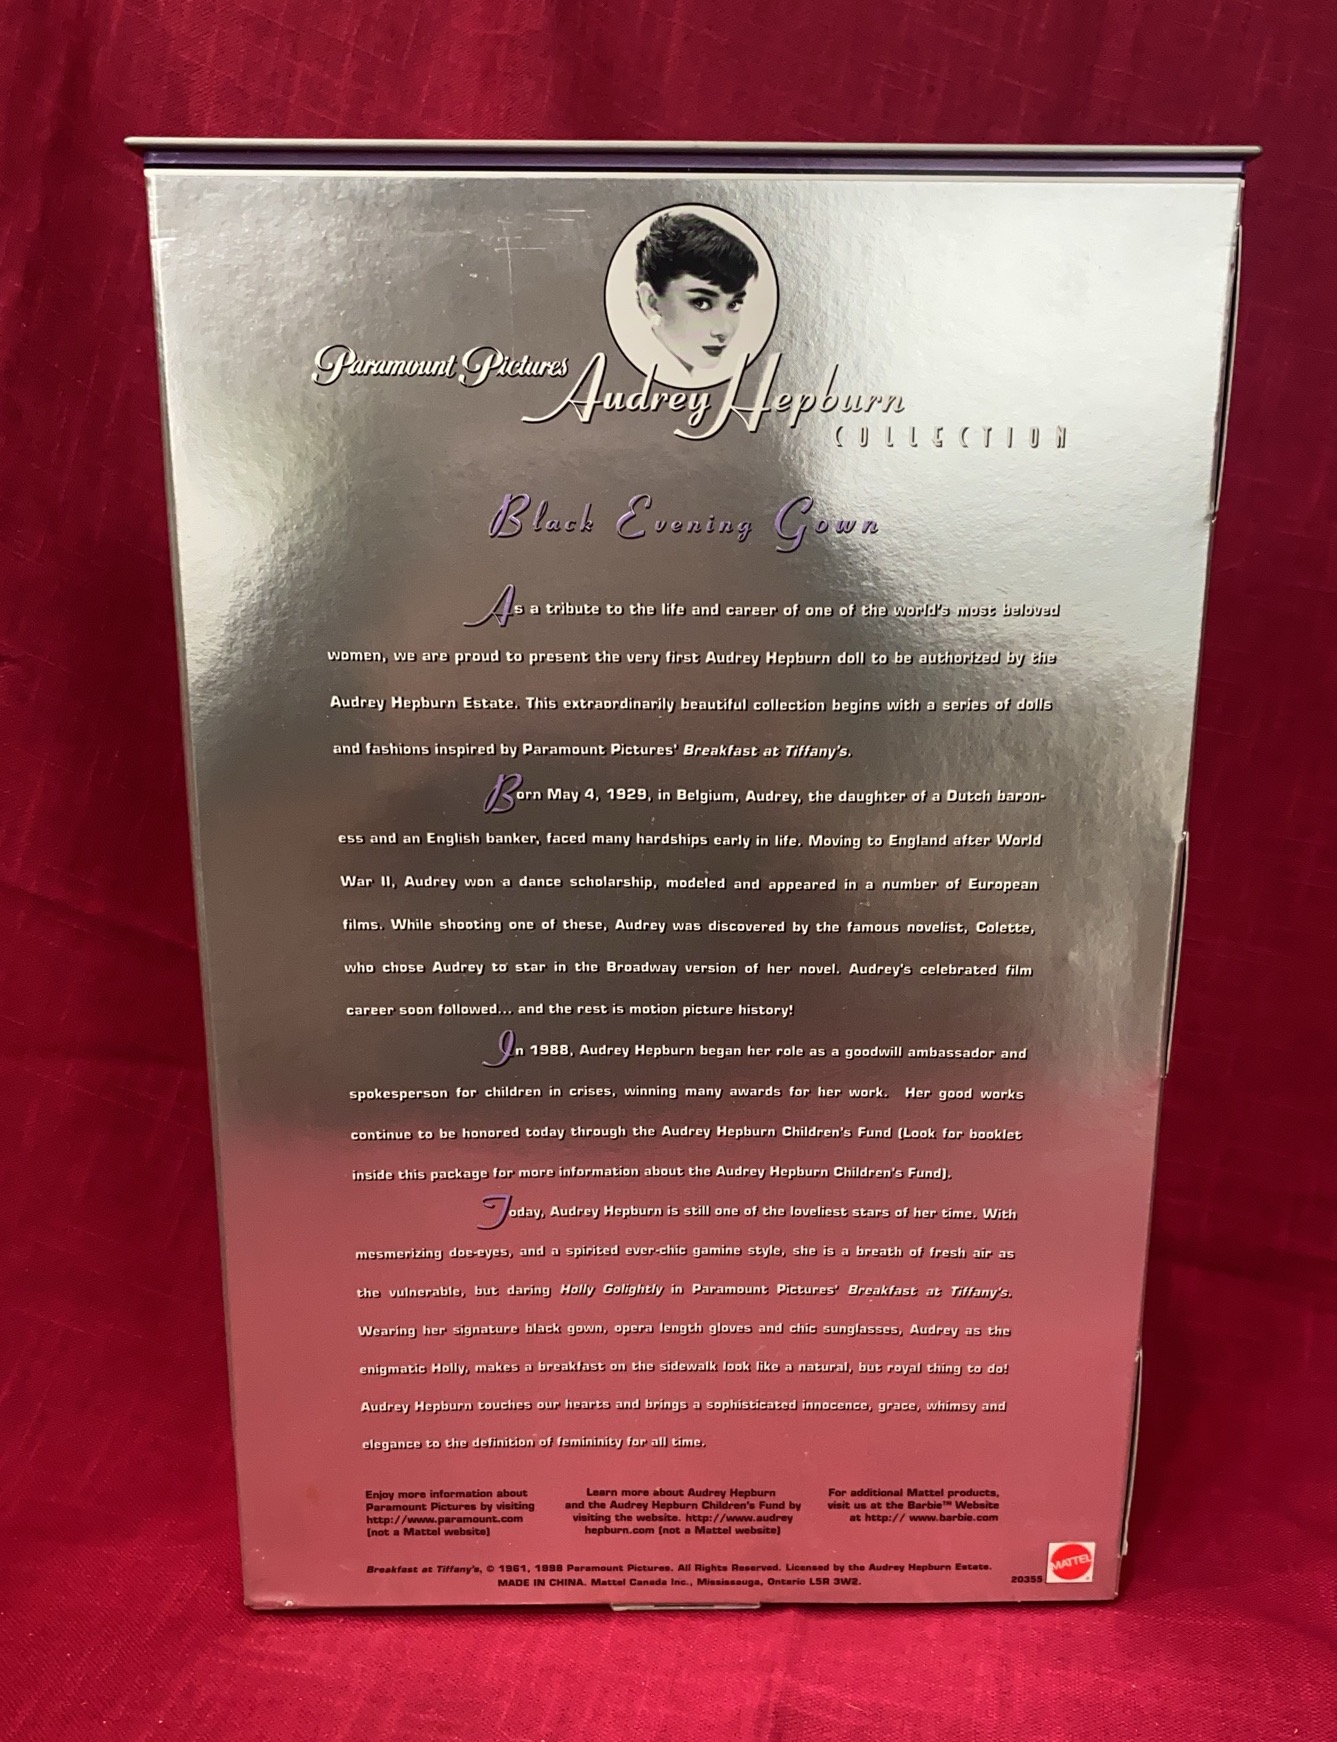 Paramount Pictures
Audrey Hepburn
COLLECTION
Black Evening Gown
As a tribute to the life and career of one of the world's most beloved
women, we are proud to present the very first Audrey Hepburn doll to be authorized by the
Audrey Hepburn Estate. This extraordinarily beautiful collection begins with a series of dolls
and fashions inspired by Paramount Pictures' Breakfast at Tiffany's.
Born May 4, 1929, in Belgium, Audrey, the daughter of a Dutch baron-
ess and an English banker, faced many hardships early in life. Moving to England after World
War II, Audrey won a dance scholarship, modeled and appeared in a number of European
films. While shooting one of these, Audrey was discovered by the famous novelist, Colette,
who chose Audrey to star in the Broadway version of her novel. Audrey's celebrated film
career soon followed... and the rest is motion picture history!
In 1988, Audrey Hepburn began her role as a goodwill ambassador and
spokesperson for children in crises, winning many awards for her work. Her good works
continue to be honored today through the Audrey Hepburn Children's Fund (Look for booklet
inside this package for more information about the Audrey Hepburn Children's Fund).
Today, Audrey Hepburn is still one of the loveliest stars of her time. With
mesmerizing doe-eyes, and a spirited ever-chic gamine style, she is a breath of fresh air as
the vulnerable, but daring Holly Golightly in Paramount Pictures' Breakfast at Tiffany's.
Wearing her signature black gown, opera length gloves and chic sunglasses, Audrey as the
enigmatic Holly, makes a breakfast on the sidewalk look like a natural, but royal thing to do!
Audrey Hepburn touches our hearts and brings a sophisticated innocence, grace, whimsy and
elegance to the definition of femininity for all time.
Enjoy more information about
Paramount Pictures by visiting
http://www.paramount.com
(not a Mattel website)
Learn more about Audrey Hepburn
and the Audrey Hepburn Children's Fund by
visiting the website. http://www.audrey
hepburn.com (not a Mattel website)
For additional Mattel products,
visit us at the Barbie™ Website
at http:// www.barbie.com
Breakfast at Tiffany's, © 1961, 1998 Paramount Pictures. All Rights Reserved. Licensed by the Audrey Hepburn Estate.
MADE IN CHINA. Mattel Canada Inc., Mississauga, Ontario L5R 3W2.
20355
MATTEL